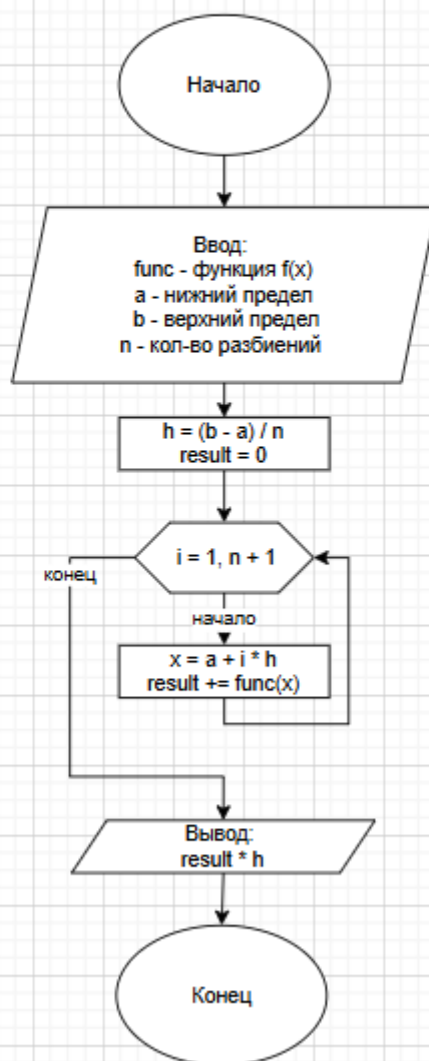 Начало
Ввод:
func - функция f(x)
a - нижний предел
b - верхний предел
n - кол-во разбиений
h = (b - a) / n
result = 0
i = 1, n + 1
конец
начало
x = a + i * h
result += func(x)
Вывод:
result * h
Конец